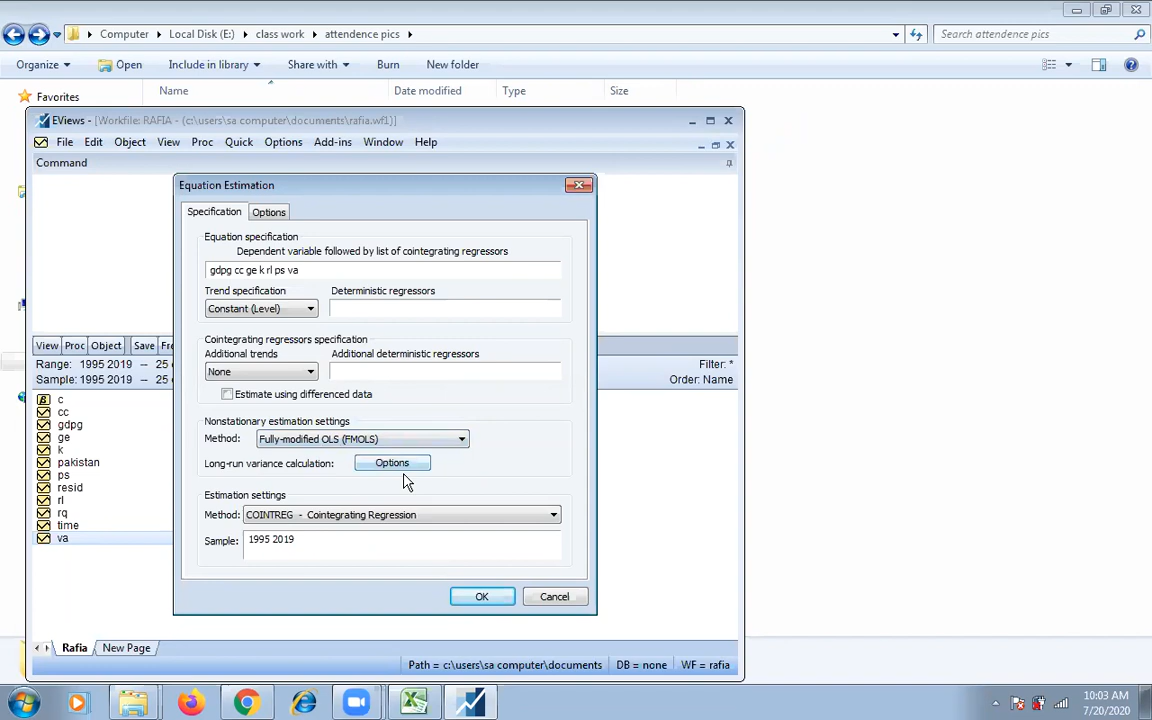 Computer
Local Disk (E:)
class work
attendence pics
Search attendence pics
Organize
Open
Include in library
Share with
Burn
New folder
Favorites
Name
Date modified
Type
Size
EViews - [Workfile: RAFIA - (c:\users\sa computer\documents\rafia.wf1)]
File Edit Object View Proc Quick Options Add-ins Window Help
Command
Equation Estimation
Specification Options
Equation specification
Dependent variable followed by list of cointegrating regressors
gdpg cc ge k rl ps va
Trend specification
Deterministic regressors
Constant (Level)
Cointegrating regressors specification
Additional trends
Additional deterministic regressors
None
Estimate using differenced data
Nonstationary estimation settings
Method: Fully-modified OLS (FMOLS)
Long-run variance calculation: Options
Estimation settings
Method: COINTREG - Cointegrating Regression
Sample: 1995 2019
OK
Cancel
View Proc Object Save Fre
Range: 1995 2019 -- 25 o
Filter: *
Sample: 1995 2019 -- 25 o
Order: Name
c
cc
gdpg
ge
k
pakistan
ps
resid
rl
rq
time
va
Rafia
New Page
Path = c:\users\sa computer\documents
DB = none
WF = rafia
10:03 AM
7/20/2020